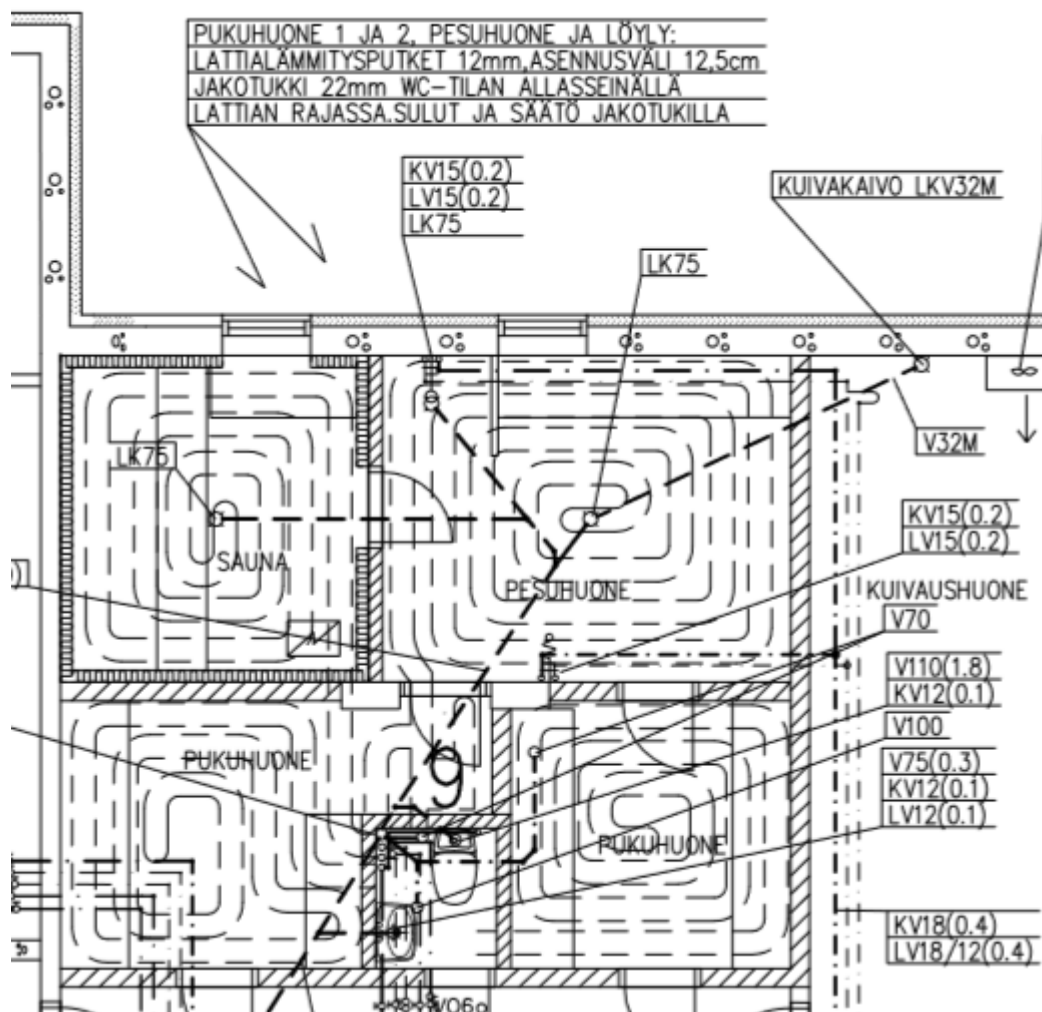 PUKUHUONE 1 JA 2, PESUHUONE JA LÖYLY:
LATTIALÄMMITYSPUTKET 12mm,ASENNUSVÄLI 12,5cm
JAKOTUKKI 22mm WC-TILAN ALLASSEINÄLLÄ
LATTIAN RAJASSA.SULUT JA SÄÄTÖ JAKOTUKILLA
KV15(0.2)
LV15(0.2)
LK75
KUIVAKAIVO LKV32M
LK75
V32M
LK75
KV15(0.2)
LV15(0.2)
SAUNA
PESUHUONE
KUIVAUSHUONE
V70
V110(1.8)
KV12(0.1)
V100
PUKUHUONE
9
V75(0.3)
KV12(0.1)
LV12(0.1)
PUKUHUONE
KV18(0.4)
LV18/12(0.4)